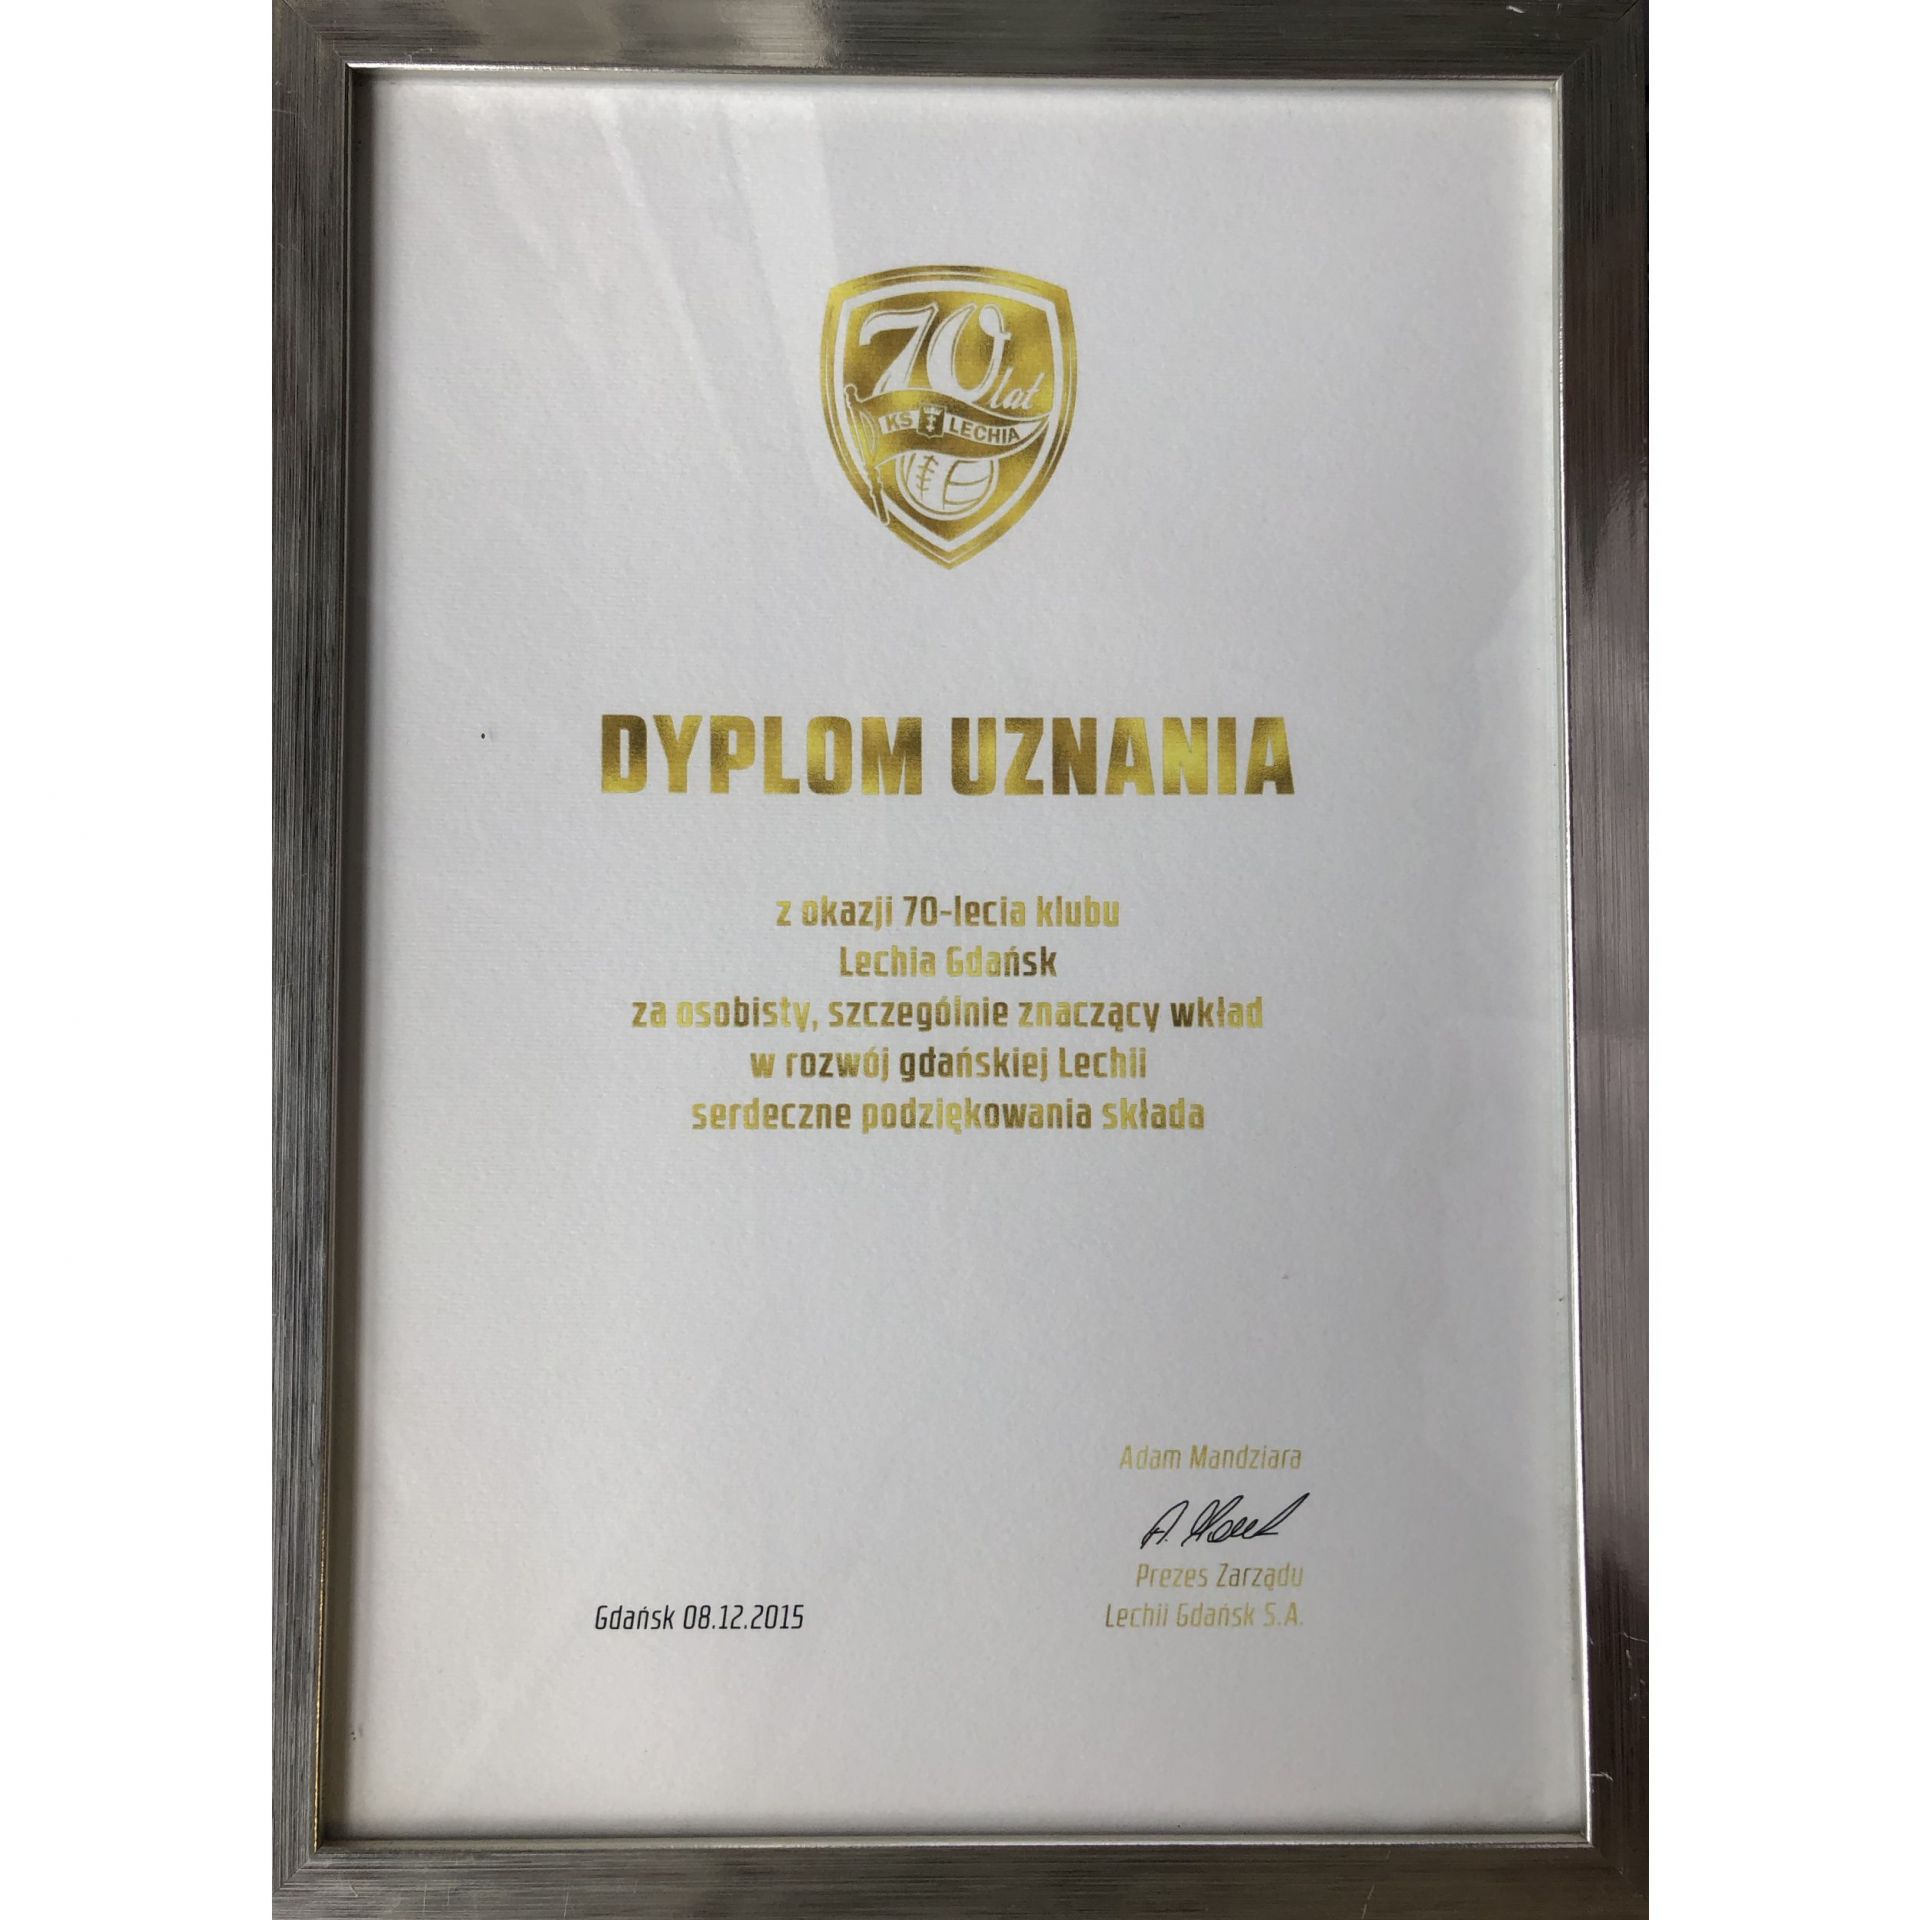 70 lat
KS LECHIA
DYPLOM UZNANIA
z okazji 70-lecia klubu
Lechia Gdańsk
za osobisty, szczególnie znaczący wkład
w rozwój gdańskiej Lechii
serdeczne podziękowania składa
Adam Mandziara
Prezes Zarządu
Lechii Gdańsk S.A.
Gdańsk 08.12.2015